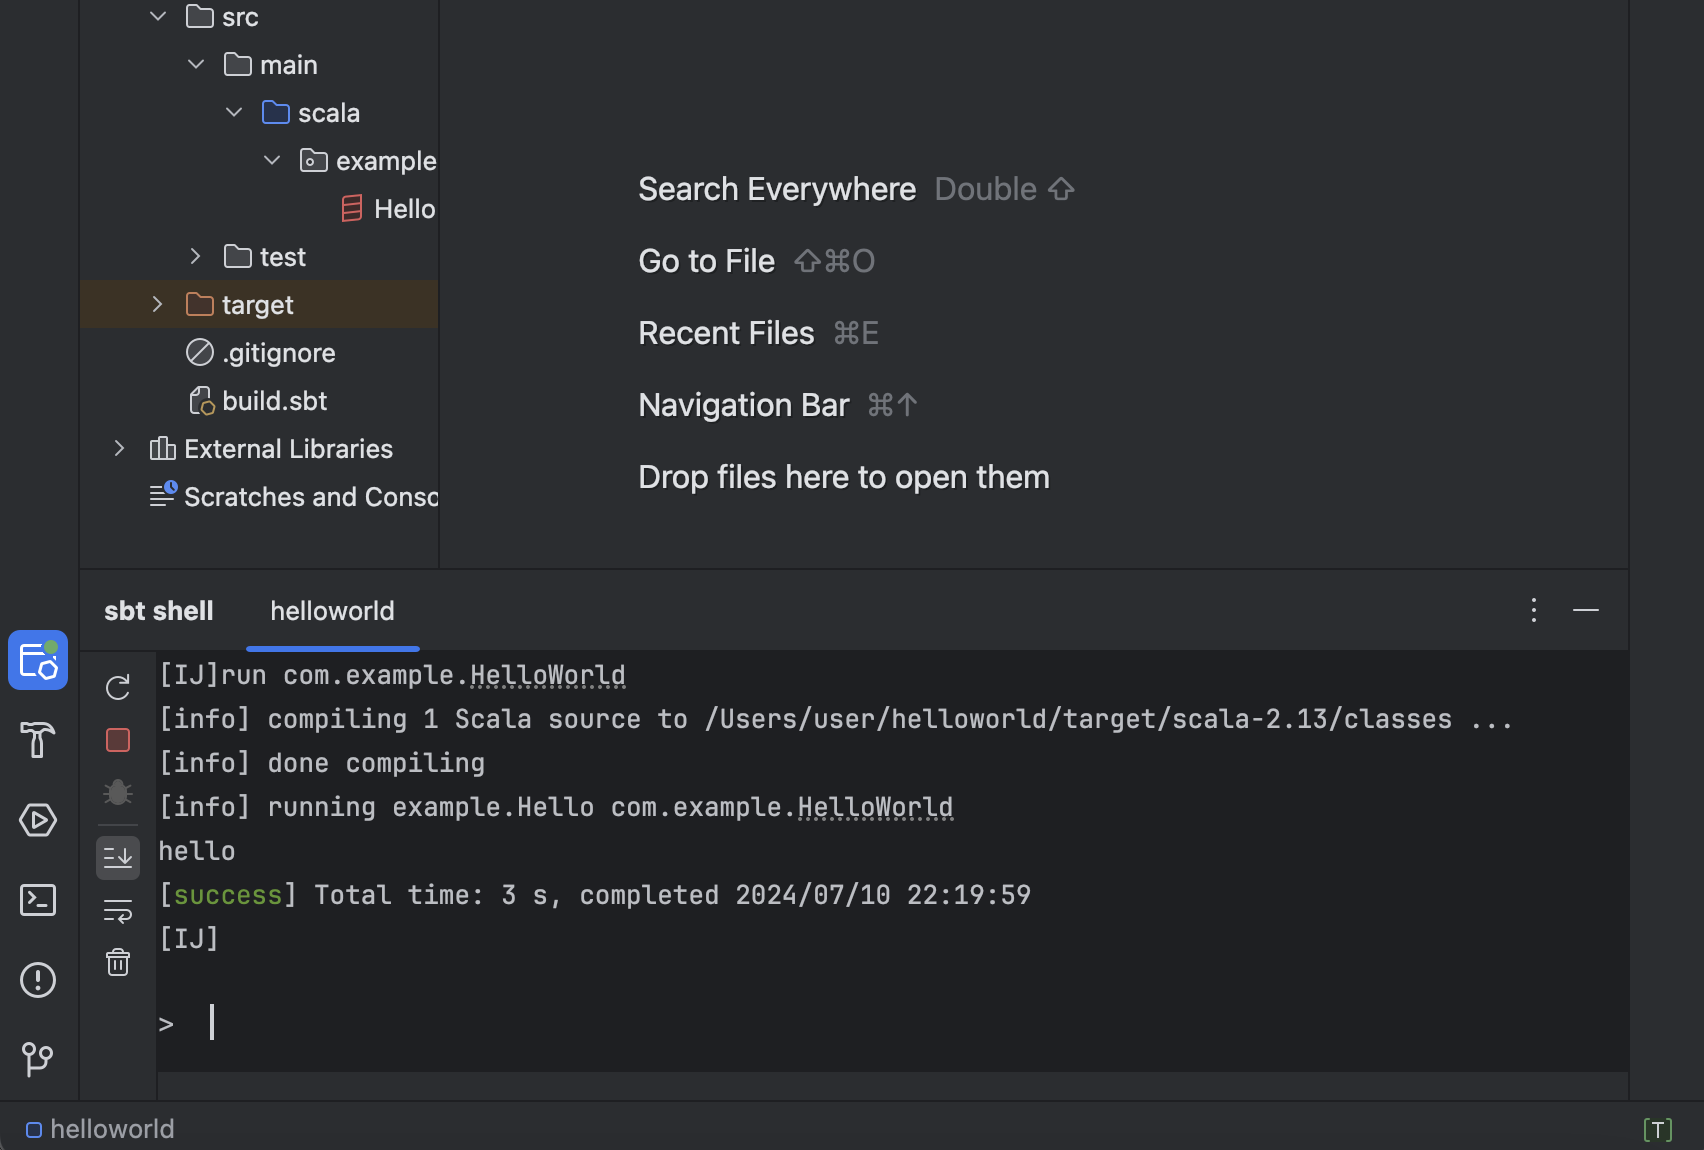 src
main
scala
example
Hello
test
target
.gitignore
build.sbt
External Libraries
Scratches and Conso
Search Everywhere Double ⇧
Go to File ⇧⌘O
Recent Files ⌘E
Navigation Bar ⌘↑
Drop files here to open them
sbt shell helloworld
[IJ]run com.example.HelloWorld
[info] compiling 1 Scala source to /Users/user/helloworld/target/scala-2.13/classes ...
[info] done compiling
[info] running example.Hello com.example.HelloWorld
hello
[success] Total time: 3 s, completed 2024/07/10 22:19:59
[IJ]
>
helloworld
[T]